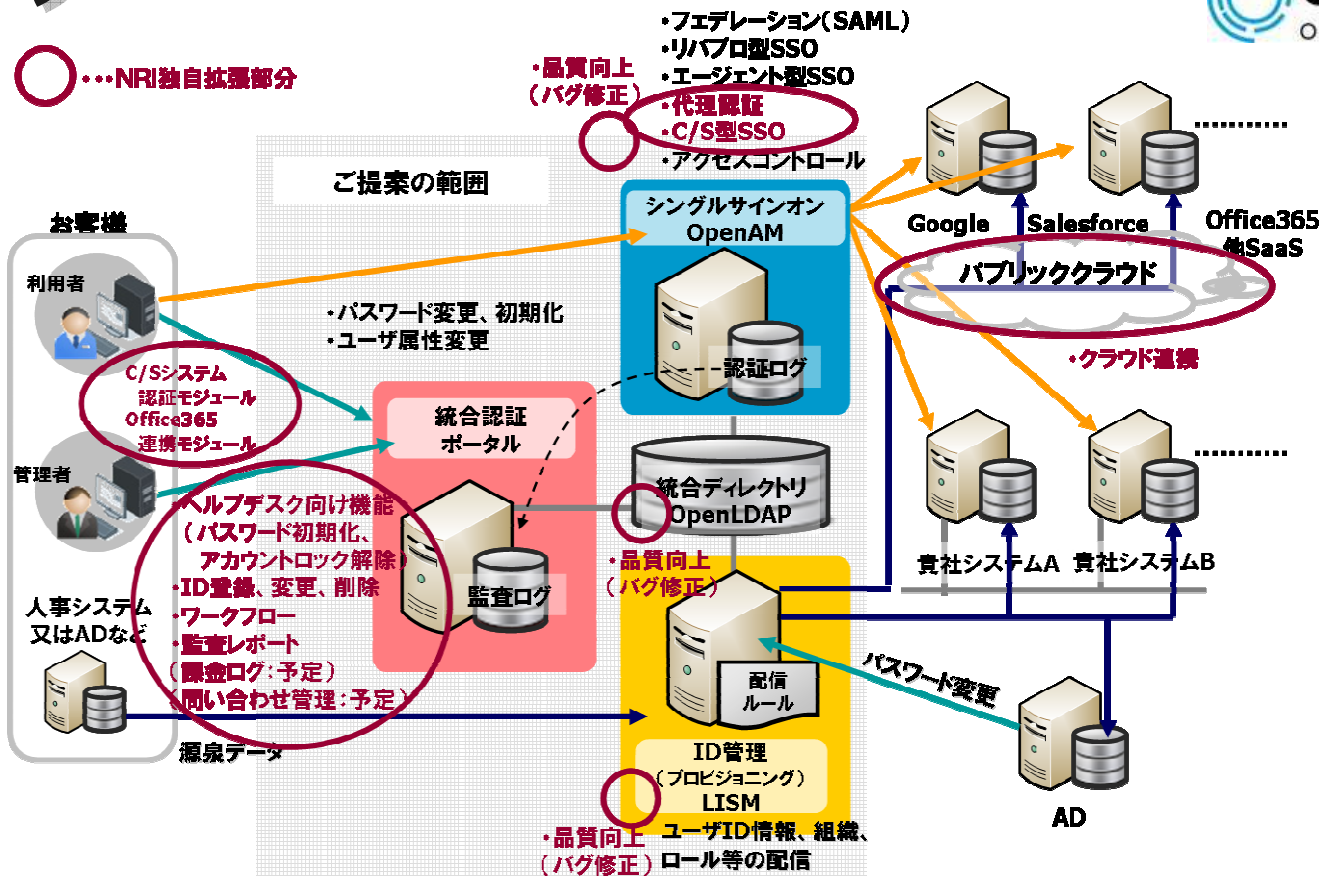 ・フェデレーション(SAML)
・リバプロ型SSO
・エージェント型SSO
・代理認証
・C/S型SSO
・アクセスコントロール
・・・NRI独自拡張部分
・品質向上
(バグ修正)
ご提案の範囲
お客様
利用者
管理者
シングルサインオン
OpenAM
認証ログ
Google
Salesforce
Office365
他SaaS
パブリッククラウド
・クラウド連携
・パスワード変更、初期化
・ユーザ属性変更
C/Sシステム
認証モジュール
Office365
連携モジュール
統合認証
ポータル
監査ログ
統合ディレクトリ
OpenLDAP
・品質向上
(バグ修正)
・ヘルプデスク向け機能
(パスワード初期化、
アカウントロック解除)
・ID登録、変更、削除
・ワークフロー
・監査レポート
(課金ログ:予定)
(問い合わせ管理:予定)
人事システム
又はADなど
源泉データ
貴社システムA
貴社システムB
............
............
配信
ルール
パスワード変更
AD
ID管理
(プロビジョニング)
LISM
・品質向上
(バグ修正)
ユーザID情報、組織、
ロール等の配信